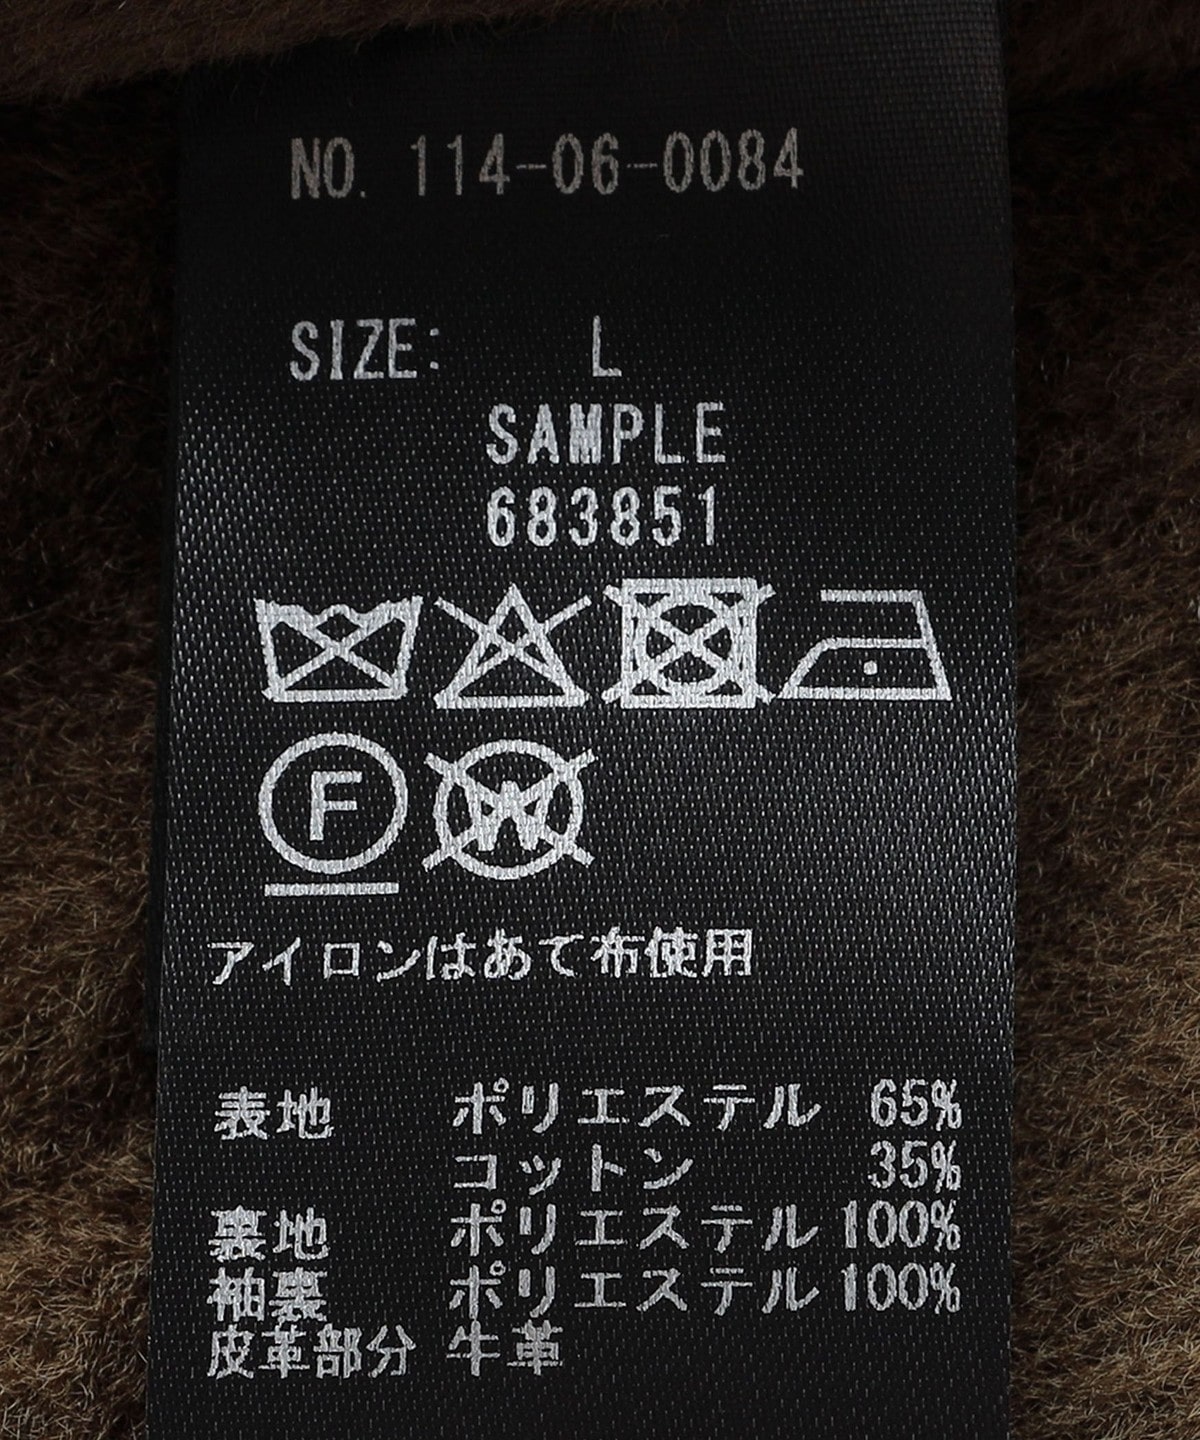 NO. 114-06-0084
SIZE: L
SAMPLE
683851
F W
アイロンはあて布使用
表地 ポリエステル 65%
コットン 35%
裏地 ポリエステル 100%
袖裏 ポリエステル 100%
皮革部分 牛革